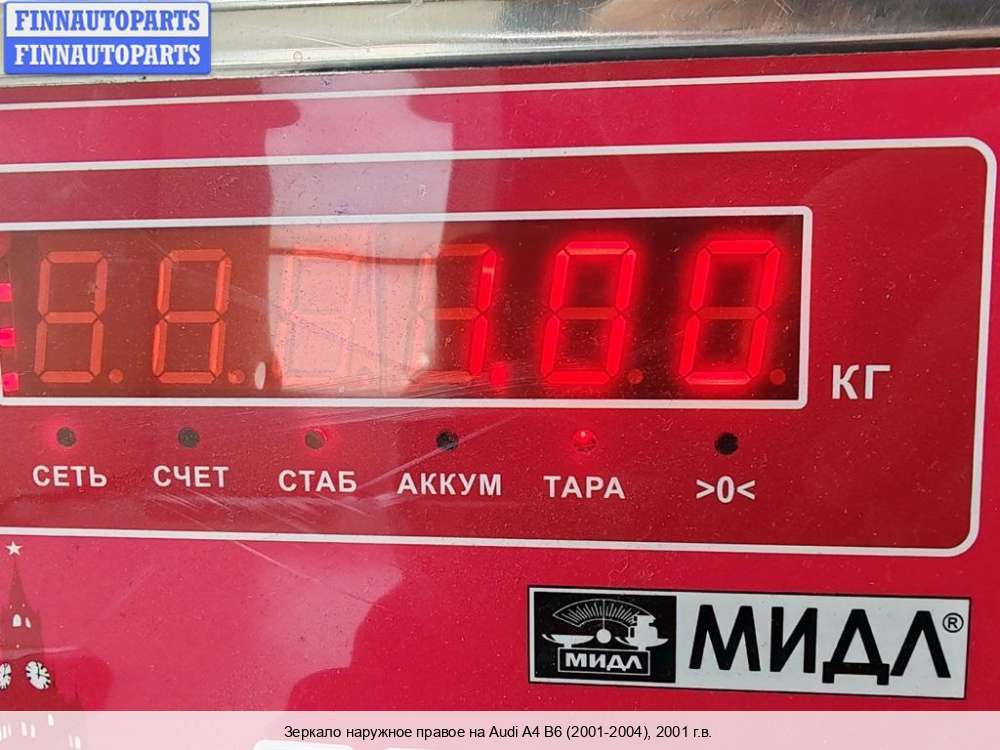 FINNAUTOPARTS
FINNAUTOPARTS
1.00
КГ
СЕТЬ СЧЕТ СТАБ АККУМ ТАРА >0<
МИДЛ МИДЛ®
Зеркало наружное правое на Audi A4 B6 (2001-2004), 2001 г.в.